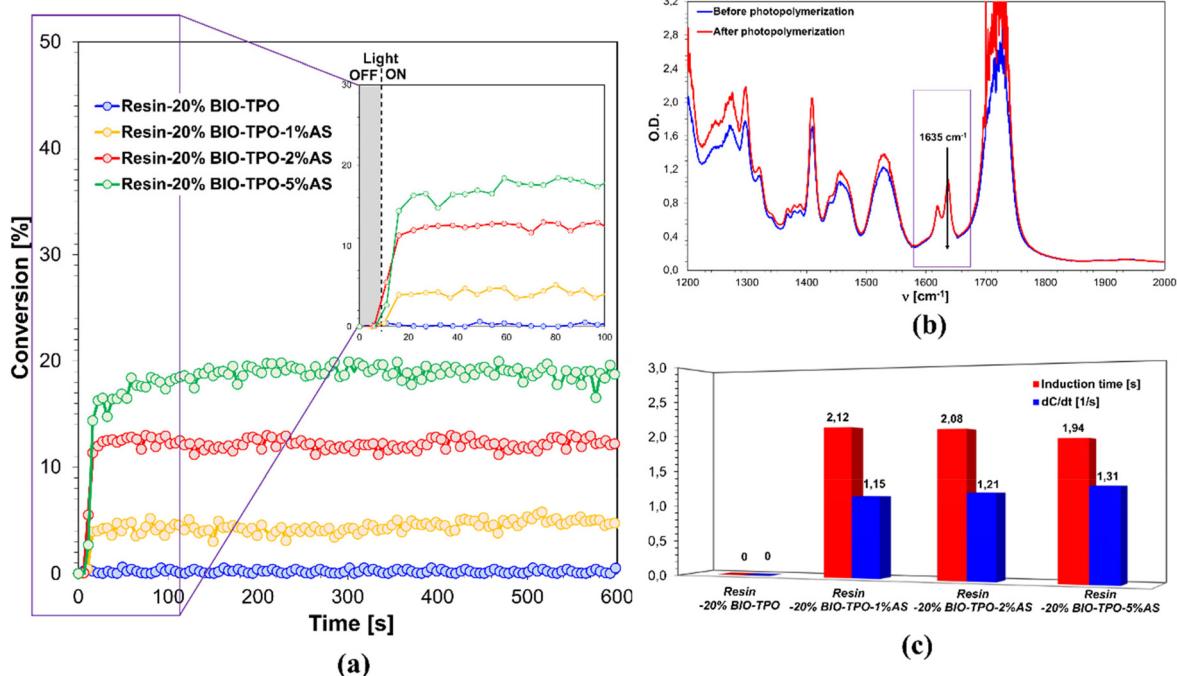 50
40
30
20
10
0
Conversion [%]
0 100 200 300 400 500 600
Time [s]
Resin-20% BIO-TPO
Resin-20% BIO-TPO-1%AS
Resin-20% BIO-TPO-2%AS
Resin-20% BIO-TPO-5%AS
Light
OFF ON
30
20
10
0
0 20 40 60 80 100
(a)
3,2
2,8
2,4
2,0
1,6
1,2
0,8
0,4
0,0
O.D.
Before photopolymerization
After photopolymerization
1635 cm-1
1200 1300 1400 1500 1600 1700 1800 1900 2000
ν [cm-1]
(b)
3,0
2,5
2,0
1,5
1,0
0,5
0,0
Induction time [s]
dC/dt [1/s]
0 0
2,12
1,15
2,08
1,21
1,94
1,31
Resin
-20% BIO-TPO
Resin
-20% BIO-TPO-1%AS
Resin
-20% BIO-TPO-2%AS
Resin
-20% BIO-TPO-5%AS
(c)